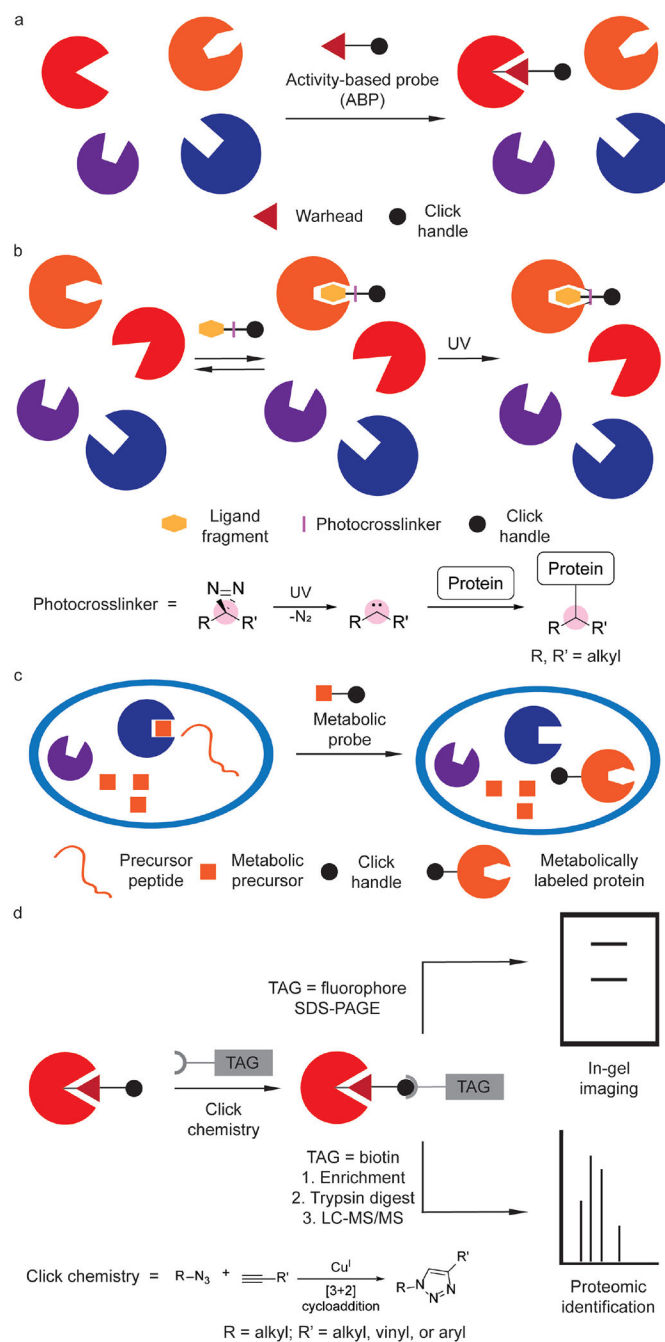 a
Activity-based probe
(ABP)
Warhead
Click
handle
b
UV
Ligand
fragment
Photocrosslinker
Click
handle
Photocrosslinker =
N=N
R R'
UV
-N₂
R R'
Protein
Protein
R R'
R, R' = alkyl
c
Metabolic
probe
Precursor
peptide
Metabolic
precursor
Click
handle
Metabolically
labeled protein
d
TAG = fluorophore
SDS-PAGE
In-gel
imaging
TAG
Click
chemistry
TAG
TAG = biotin
1. Enrichment
2. Trypsin digest
3. LC-MS/MS
Proteomic
identification
Click chemistry = R–N₃ + R'
Cuᴵ
[3+2]
cycloaddition
R'
R–N N=N
R = alkyl; R' = alkyl, vinyl, or aryl